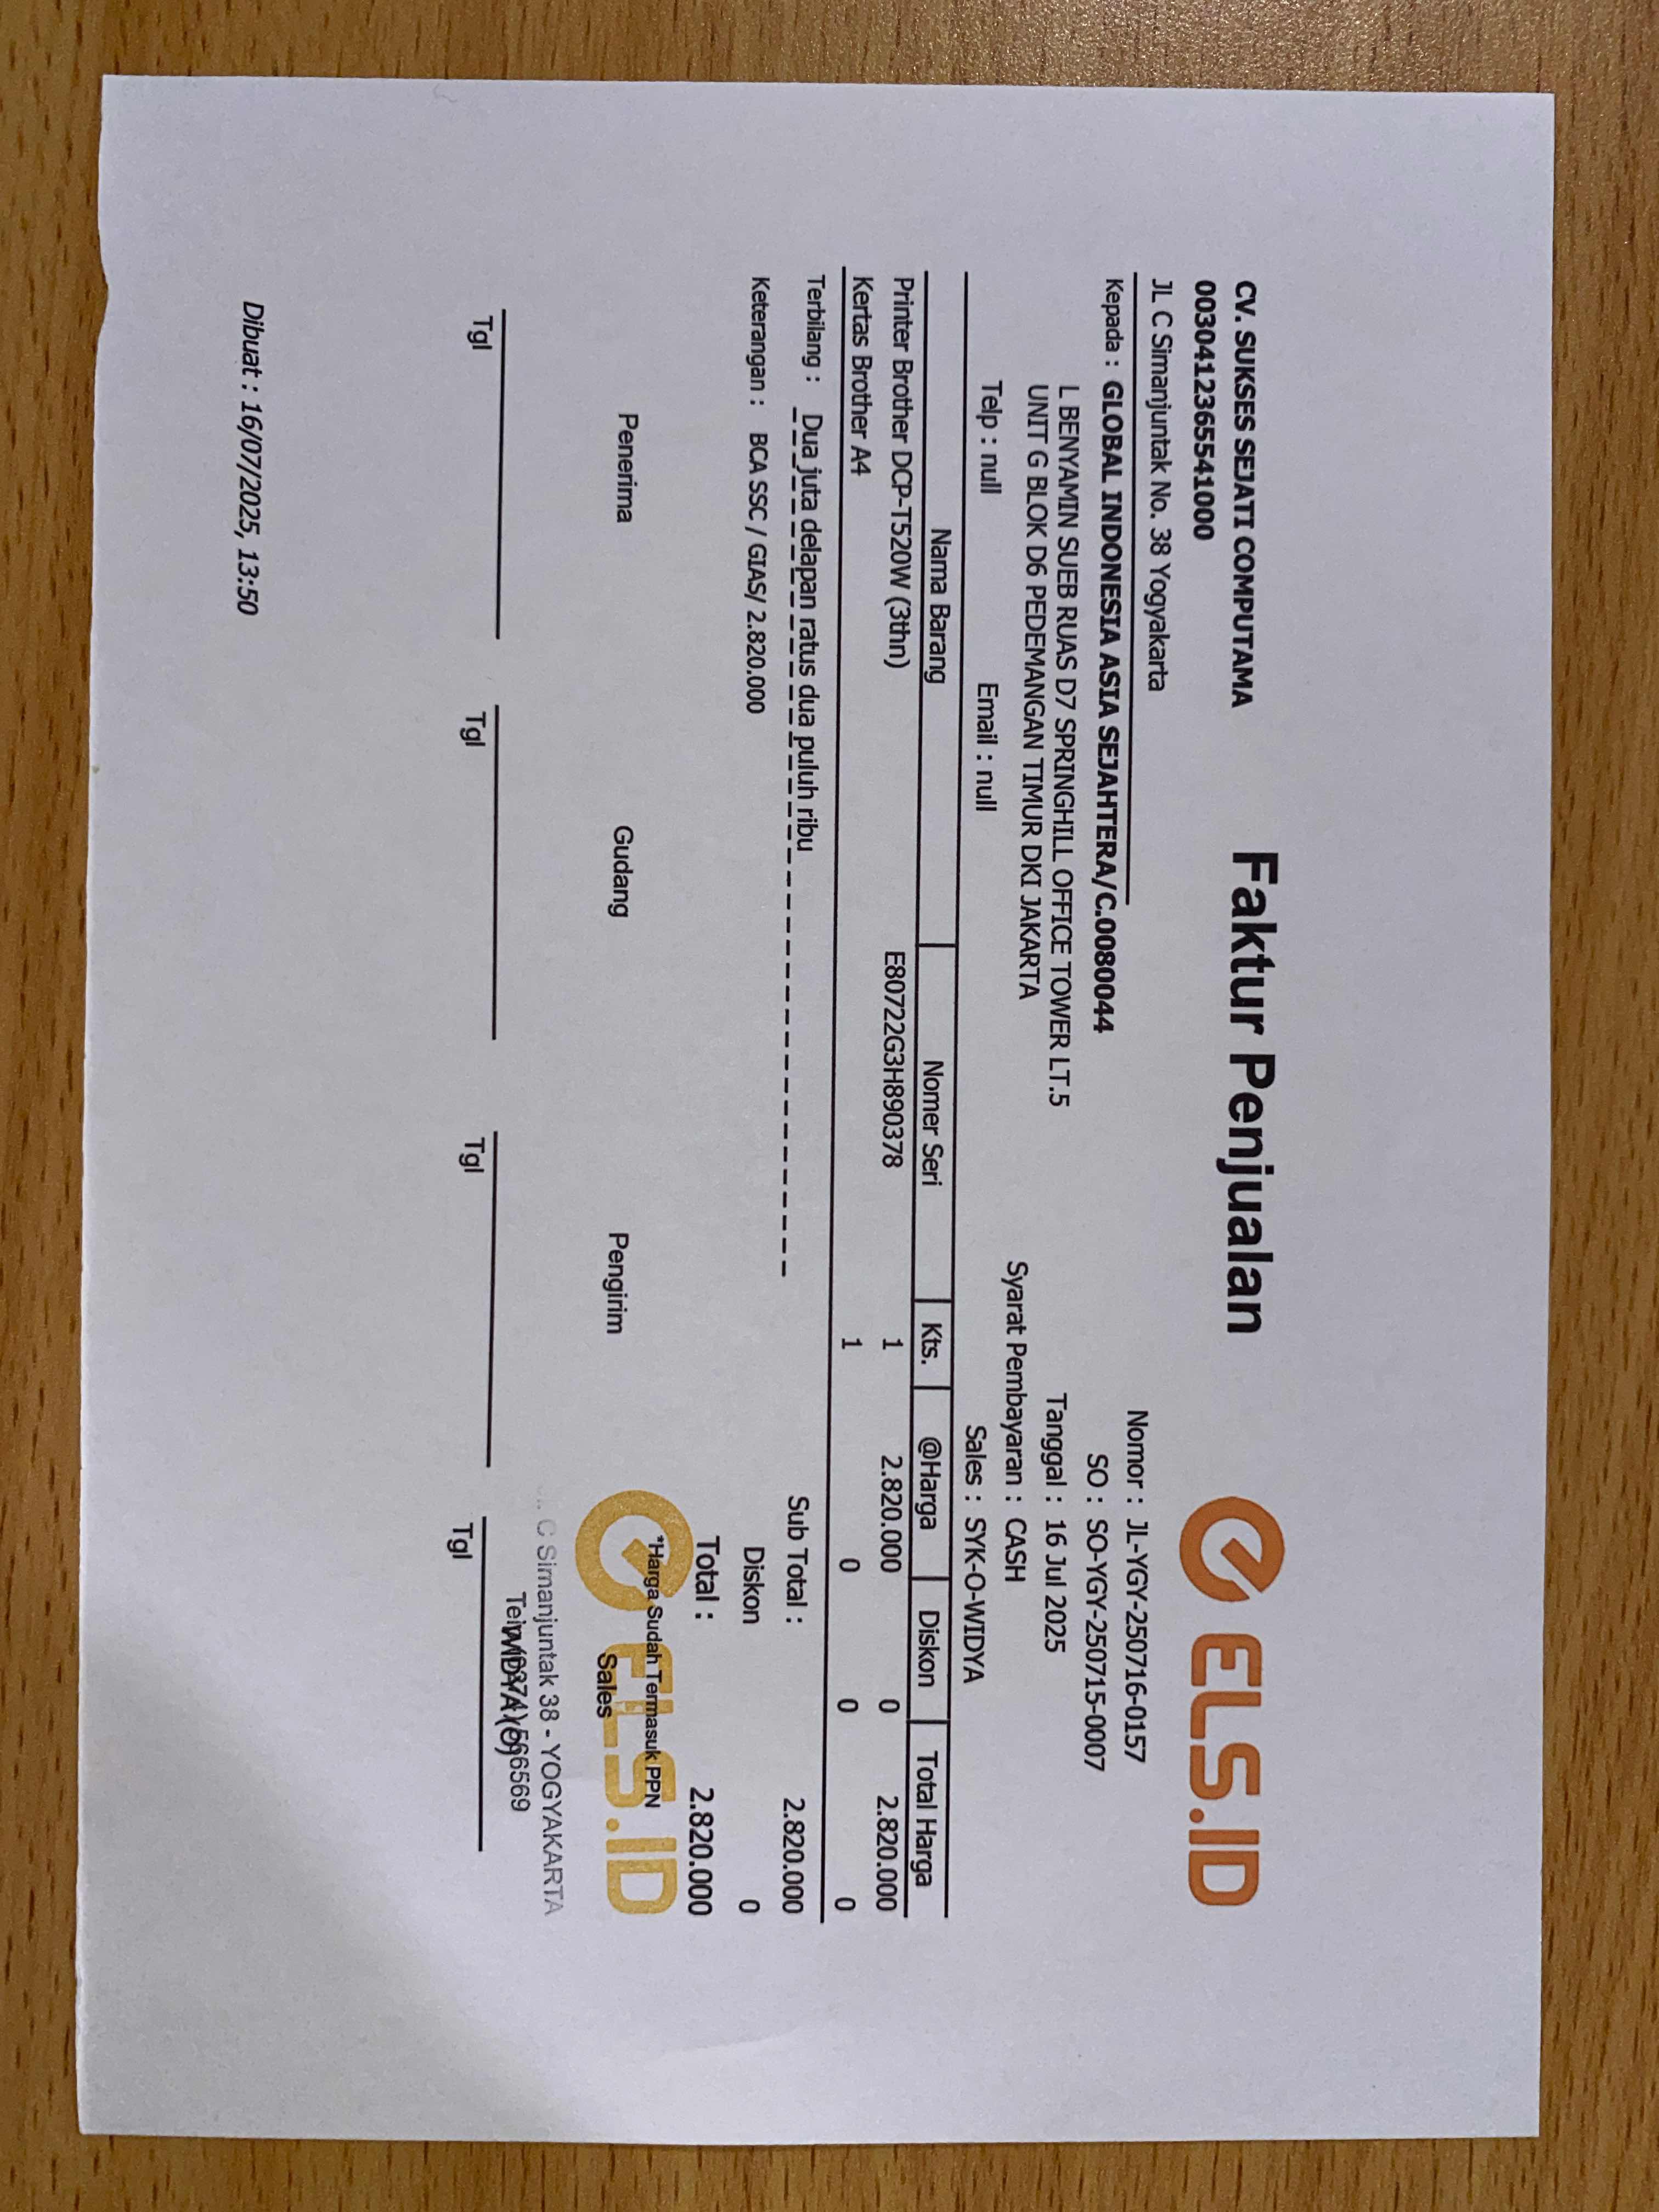 CV. SUKSES SEJATI COMPUTAMA
0030412365541000
JL C Simanjuntak No. 38 Yogyakarta
Faktur Penjualan
ELS.ID
Kepada : GLOBAL INDONESIA ASIA SEJAHTERA/C.0080044
L BENYAMIN SUEB RUAS D7 SPRINGHILL OFFICE TOWER LT.5
UNIT G BLOK D6 PEDEMANGAN TIMUR DKI JAKARTA
Telp : null Email : null
Nomor : JL-YGY-250716-0157
SO : SO-YGY-250715-0007
Tanggal : 16 Jul 2025
Syarat Pembayaran : CASH
Sales : SYK-O-WIDYA
Nama Barang Nomer Seri Kts. @Harga Diskon Total Harga
Printer Brother DCP-T520W (3thn) E80722G3H890378 1 2.820.000 0 2.820.000
Kertas Brother A4 1 0 0 0
Terbilang : Dua juta delapan ratus dua puluh ribu
Keterangan : BCA SSC / GIAS/ 2.820.000
Sub Total : 2.820.000
Diskon 0
Total : 2.820.000
*Harga Sudah Termasuk PPN
ELS.ID
Penerima Gudang Pengirim Sales
C Simanjuntak 38 - YOGYAKARTA
WIDYA (O)
Tgl Tgl Tgl Tgl
Dibuat : 16/07/2025, 13:50